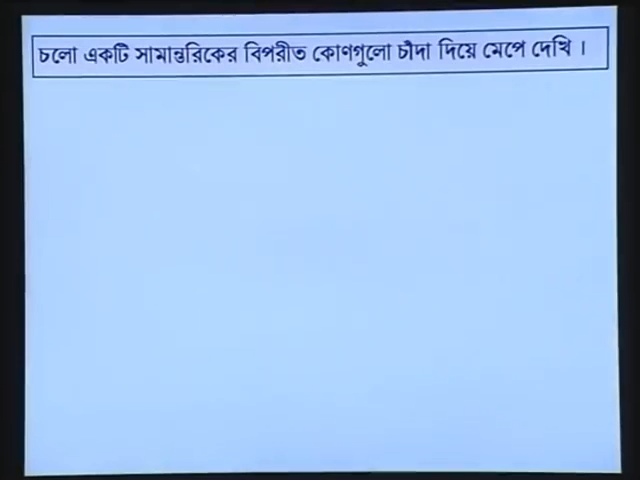 চলো একটি সামান্তরিকের বিপরীত কোণগুলো চাঁদা দিয়ে মেপে দেখি ।